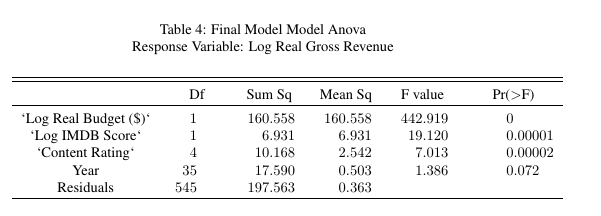 Table 4: Final Model Model Anova
Response Variable: Log Real Gross Revenue
Df Sum Sq Mean Sq F value Pr(>F)
‘Log Real Budget ($)‘ 1 160.558 160.558 442.919 0
‘Log IMDB Score‘ 1 6.931 6.931 19.120 0.00001
‘Content Rating‘ 4 10.168 2.542 7.013 0.00002
Year 35 17.590 0.503 1.386 0.072
Residuals 545 197.563 0.363